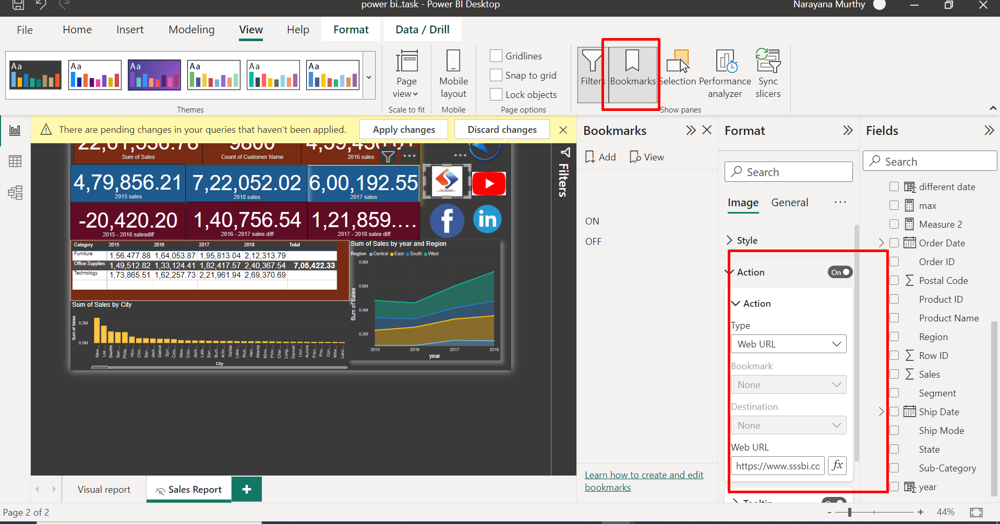 power bi..task - Power BI Desktop
Narayana Murthy
File
Home
Insert
Modeling
View
Help
Format
Data / Drill
Aa
Aa
Aa
Aa
Aa
Aa
Themes
Page
view
Scale to fit
Mobile
layout
Mobile
Gridlines
Snap to grid
Lock objects
Page options
Filters
Bookmarks
Selection
Performance
analyzer
Sync
slicers
Show panes
There are pending changes in your queries that haven't been applied.
Apply changes
Discard changes
Sum of Sales
9800
Count of Customer Name
2016 sales
4,79,856.21
2015 sales
7,22,052.02
2018 sales
6,00,192.55
2017 sales
-20,420.20
2015 - 2016 salesdiff
1,40,756.54
2016 - 2017 sales diff
1,21,859....
2017 - 2018 sales diff
f
in
Category 2015 2016 2017 2018 Total
Furniture 1,56,477.88 1,64,053.87 1,95,813.04 2,12,313.79
Office Supplies 1,49,512.82 1,33,124.41 1,82,417.57 2,40,367.54 7,05,422.33
Technology 1,73,865.51 1,62,257.73 2,21,961.94 2,69,370.69
Sum of Sales by year and Region
Region Central East South West
0.8M
0.6M
0.4M
0.2M
Sum of Sales
2015 2016 2017 2018
year
Sum of Sales by City
Sum of Sales
0.2M
0.0M
New... Los ... Seattle San ... Phila... Hou... Chic... San ... Jack... Detroit Spri... Colu... New... Colu... Jack... Lafa... San ... Burli... Arlin... Dallas Lake... Rich... Hen... Atlanta Minn... Prov... Char... Long... Denver Loui... Aurora Fran... Pho... Con... Milw... Lanc...
City
Filters
Bookmarks
Add
View
ON
OFF
Learn how to create and edit
bookmarks
Format
Search
Image
General
Style
Action
On
Action
Type
Web URL
Bookmark
None
Destination
None
Web URL
https://www.sssbi.co
fx
Tooltip
Fields
Search
different date
max
Measure 2
Order Date
Order ID
Postal Code
Product ID
Product Name
Region
Row ID
Sales
Segment
Ship Date
Ship Mode
State
Sub-Category
year
Visual report
Sales Report
+
Page 2 of 2
- + 44%